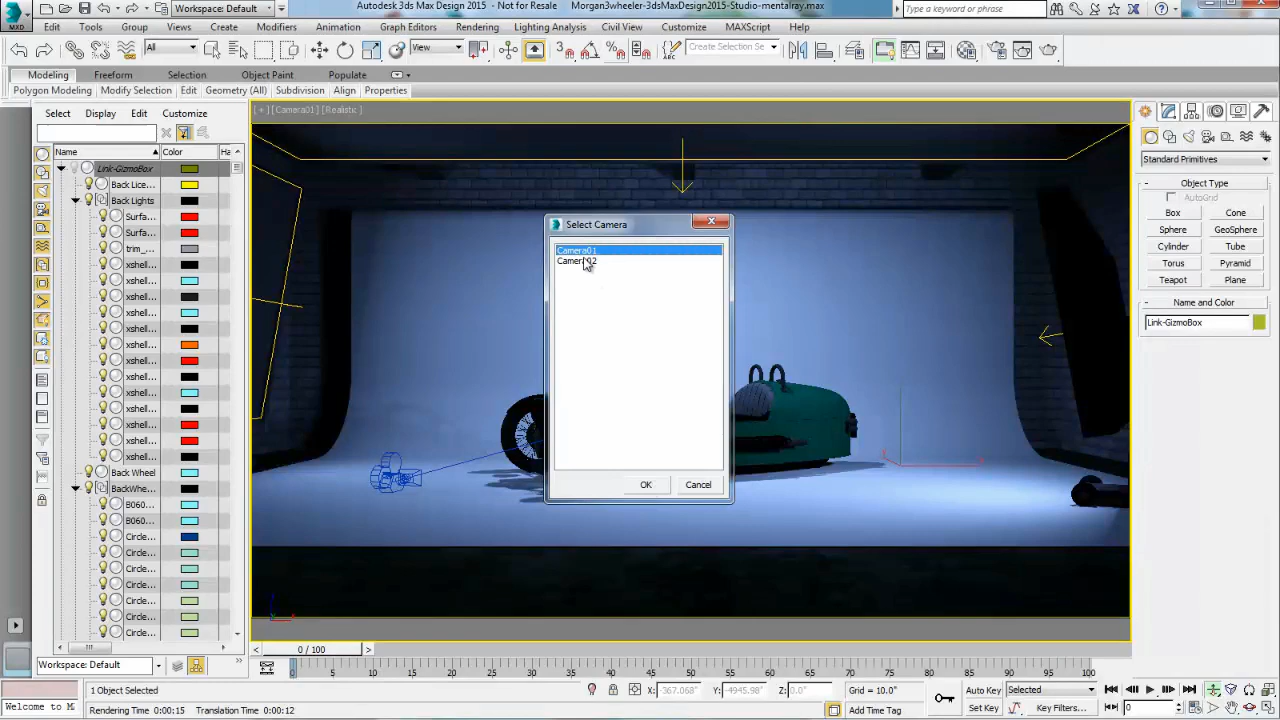 Workspace: Default
Autodesk 3ds Max Design 2015 - Not for Resale
Morgan3wheeler-3dsMaxDesign2015-Studio-mentalray.max
Type a keyword or phrase
MXD
Edit Tools Group Views Create Modifiers Animation Graph Editors Rendering Lighting Analysis Civil View Customize MAXScript Help
All
View
Create Selection Se
Modeling Freeform Selection Object Paint Populate
Polygon Modeling Modify Selection Edit Geometry (All) Subdivision Align Properties
Select Display Edit Customize
[ + ] [Camera01] [Realistic ]
Name Color Ha
Link-GizmoBox
Back Lice...
Back Lights
Surfa...
Surfa...
trim_...
xshell...
xshell...
xshell...
xshell...
xshell...
xshell...
xshell...
xshell...
xshell...
xshell...
xshell...
xshell...
xshell...
Back Wheel
BackWhe...
B060...
B060...
Circle...
Circle...
Circle...
Circle...
Circle...
Circle...
Circle...
Select Camera
Camera01
Camera02
OK Cancel
Standard Primitives
Object Type
AutoGrid
Box Cone
Sphere GeoSphere
Cylinder Tube
Torus Pyramid
Teapot Plane
Name and Color
Link-GizmoBox
0 / 100
Workspace: Default
0 5 10 15 20 25 30 35 40 45 50 55 60 65 70 75 80 85 90 95 100
1 Object Selected
X: -367.068" Y: -4945.98" Z: 0.0"
Grid = 10.0"
Auto Key Selected
Welcome to M
Rendering Time 0:00:15 Translation Time 0:00:12
Add Time Tag
Set Key Key Filters...
0